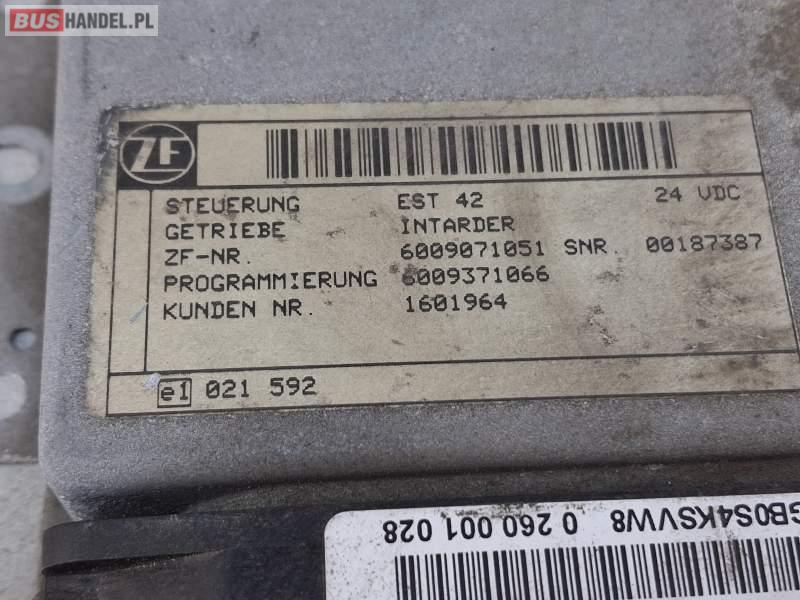 BUSHANDEL.PL
ZF
STEUERUNG EST 42 24 VDC
GETRIEBE INTARDER
ZF-NR. 6009071051 SNR. 00187387
PROGRAMMIERUNG 6009371066
KUNDEN NR. 1601964
e1 021 592
GB0S4KSVW8 0 260 001 028